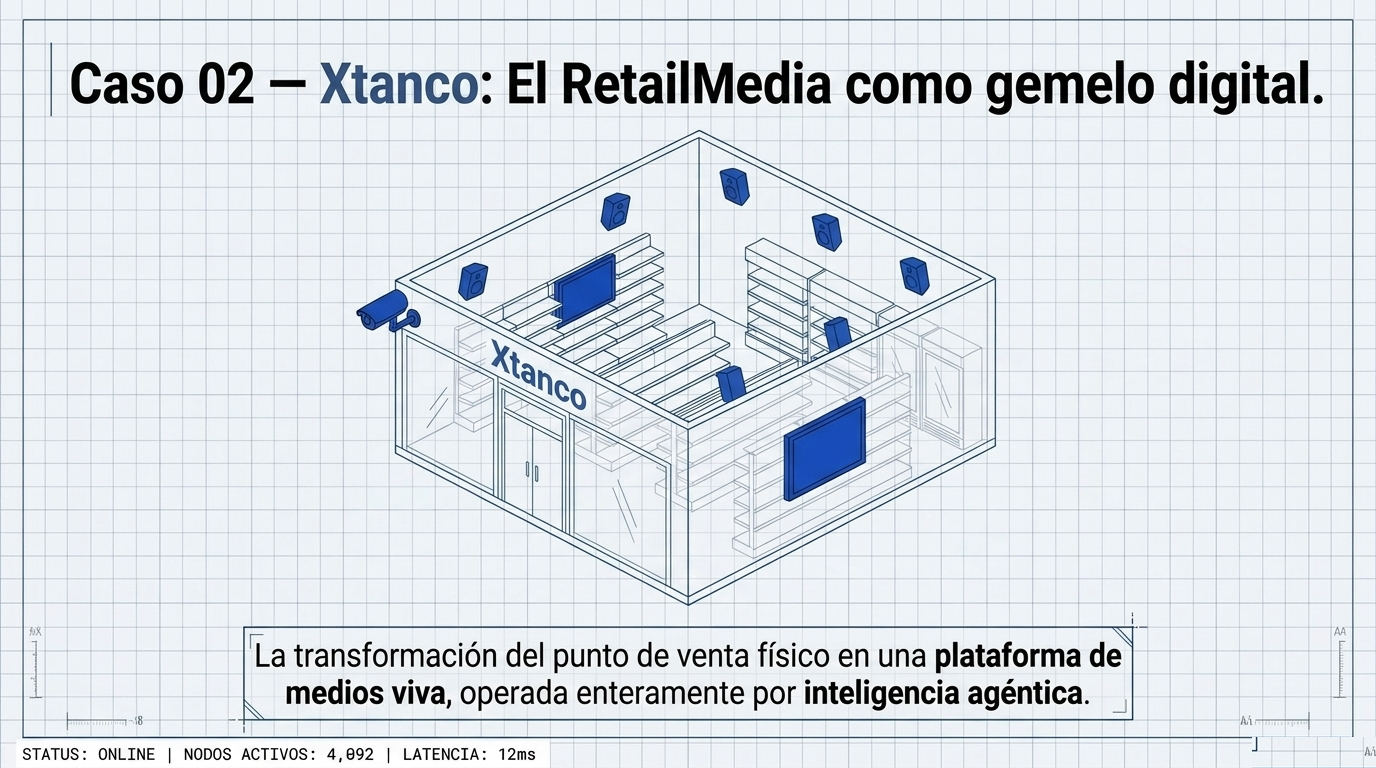 Caso 02 — Xtanco: El RetailMedia como gemelo digital.
Xtanco
La transformación del punto de venta físico en una plataforma de
medios viva, operada enteramente por inteligencia agéntica.
AA
STATUS: ONLINE | NODOS ACTIVOS: 4,092 | LATENCIA: 12ms